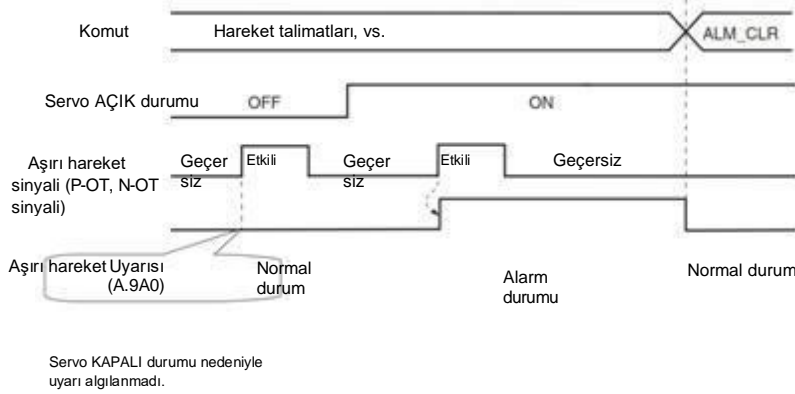 Komut
Hareket talimatları, vs.
ALM_CLR
Servo AÇIK durumu
OFF
ON
Aşırı hareket
sinyali (P-OT, N-OT
sinyali)
Geçer
siz
Etkili
Geçer
siz
Etkili
Geçersiz
Aşırı hareket Uyarısı
(A.9A0)
Normal
durum
Alarm
durumu
Normal durum
Servo KAPALI durumu nedeniyle
uyarı algılanmadı.